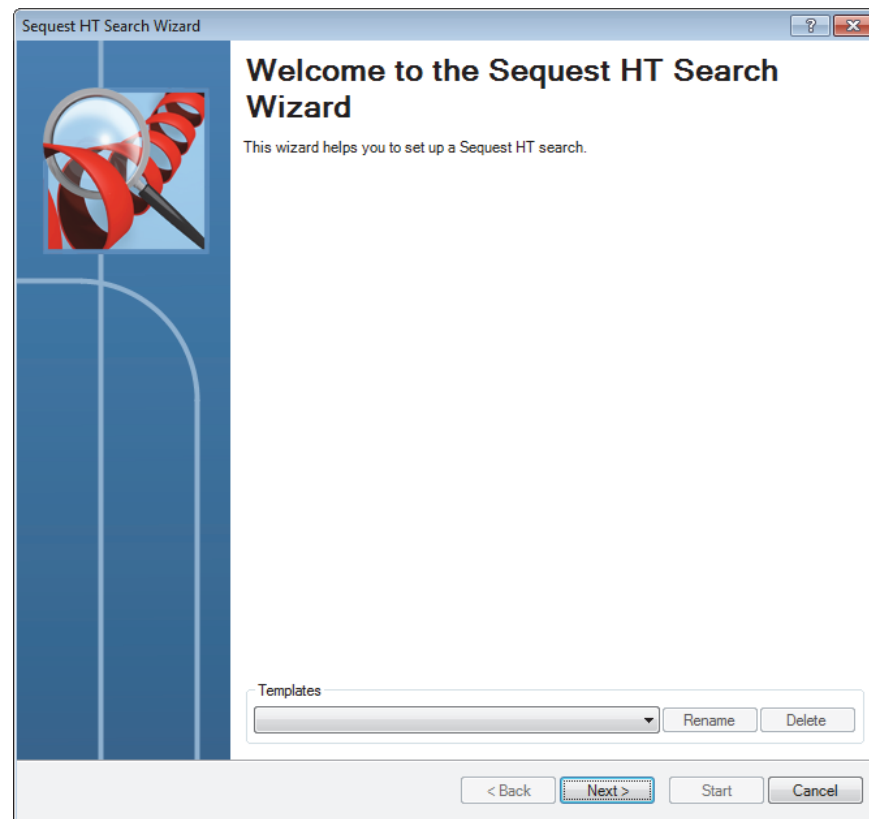 Sequest HT Search Wizard
?
Welcome to the Sequest HT Search
Wizard
This wizard helps you to set up a Sequest HT search.
Templates
Rename Delete
< Back Next > Start Cancel